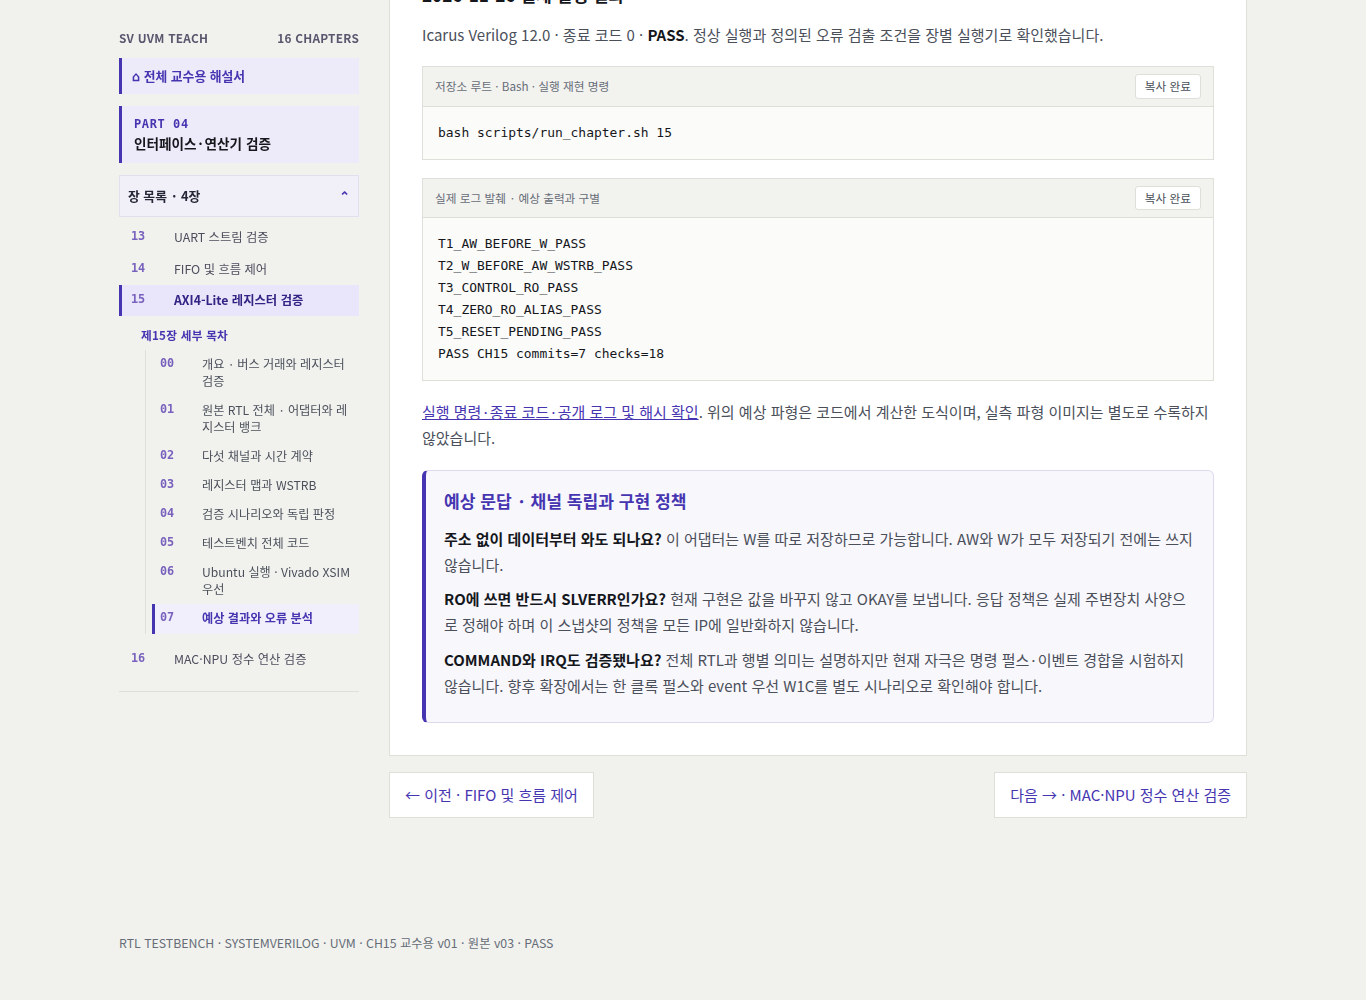 SV UVM TEACH 16 CHAPTERS
⌂ 전체 교수용 해설서
PART 04
인터페이스·연산기 검증
장 목록 · 4장
13 UART 스트림 검증
14 FIFO 및 흐름 제어
15 AXI4-Lite 레지스터 검증
제15장 세부 목차
00 개요 · 버스 거래와 레지스터
검증
01 원본 RTL 전체 · 어댑터와 레
지스터 뱅크
02 다섯 채널과 시간 계약
03 레지스터 맵과 WSTRB
04 검증 시나리오와 독립 판정
05 테스트벤치 전체 코드
06 Ubuntu 실행 · Vivado XSIM
우선
07 예상 결과와 오류 분석
16 MAC·NPU 정수 연산 검증
Icarus Verilog 12.0 · 종료 코드 0 · PASS. 정상 실행과 정의된 오류 검출 조건을 장별 실행기로 확인했습니다.
저장소 루트 · Bash · 실행 재현 명령 복사 완료
bash scripts/run_chapter.sh 15
실제 로그 발췌 · 예상 출력과 구별 복사 완료
T1_AW_BEFORE_W_PASS
T2_W_BEFORE_AW_WSTRB_PASS
T3_CONTROL_RO_PASS
T4_ZERO_RO_ALIAS_PASS
T5_RESET_PENDING_PASS
PASS CH15 commits=7 checks=18
실행 명령·종료 코드·공개 로그 및 해시 확인. 위의 예상 파형은 코드에서 계산한 도식이며, 실측 파형 이미지는 별도로 수록하지
않았습니다.
예상 문답 · 채널 독립과 구현 정책
주소 없이 데이터부터 와도 되나요? 이 어댑터는 W를 따로 저장하므로 가능합니다. AW와 W가 모두 저장되기 전에는 쓰지
않습니다.
RO에 쓰면 반드시 SLVERR인가요? 현재 구현은 값을 바꾸지 않고 OKAY를 보냅니다. 응답 정책은 실제 주변장치 사양으
로 정해야 하며 이 스냅샷의 정책을 모든 IP에 일반화하지 않습니다.
COMMAND와 IRQ도 검증됐나요? 전체 RTL과 행별 의미는 설명하지만 현재 자극은 명령 펄스·이벤트 경합을 시험하지
않습니다. 향후 확장에서는 한 클록 펄스와 event 우선 W1C를 별도 시나리오로 확인해야 합니다.
← 이전 · FIFO 및 흐름 제어 다음 → · MAC·NPU 정수 연산 검증
RTL TESTBENCH · SYSTEMVERILOG · UVM · CH15 교수용 v01 · 원본 v03 · PASS